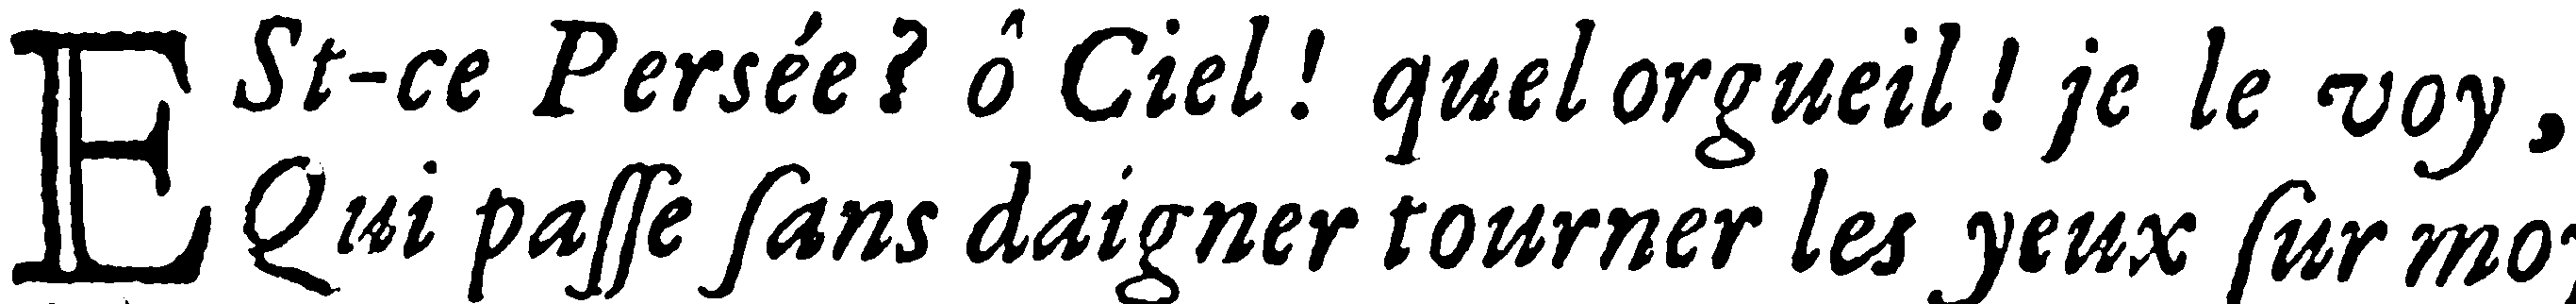 ESt-ce Persée? ô Ciel! quel orgueil! je le voy,
Qui paſſe ſans daigner tourner les yeux ſur